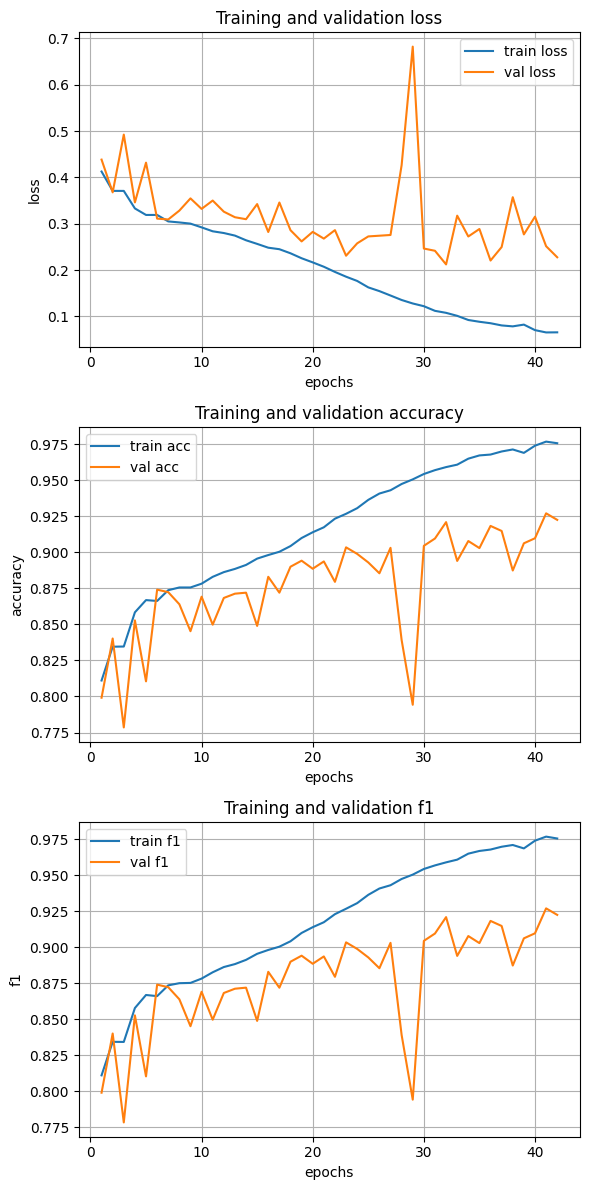 Training and validation loss
0.7
0.6
0.5
0.4
0.3
0.2
0.1
loss
train loss
val loss
0 10 20 30 40
epochs
Training and validation accuracy
0.975
0.950
0.925
0.900
0.875
0.850
0.825
0.800
0.775
accuracy
train acc
val acc
0 10 20 30 40
epochs
Training and validation f1
0.975
0.950
0.925
0.900
0.875
0.850
0.825
0.800
0.775
f1
train f1
val f1
0 10 20 30 40
epochs